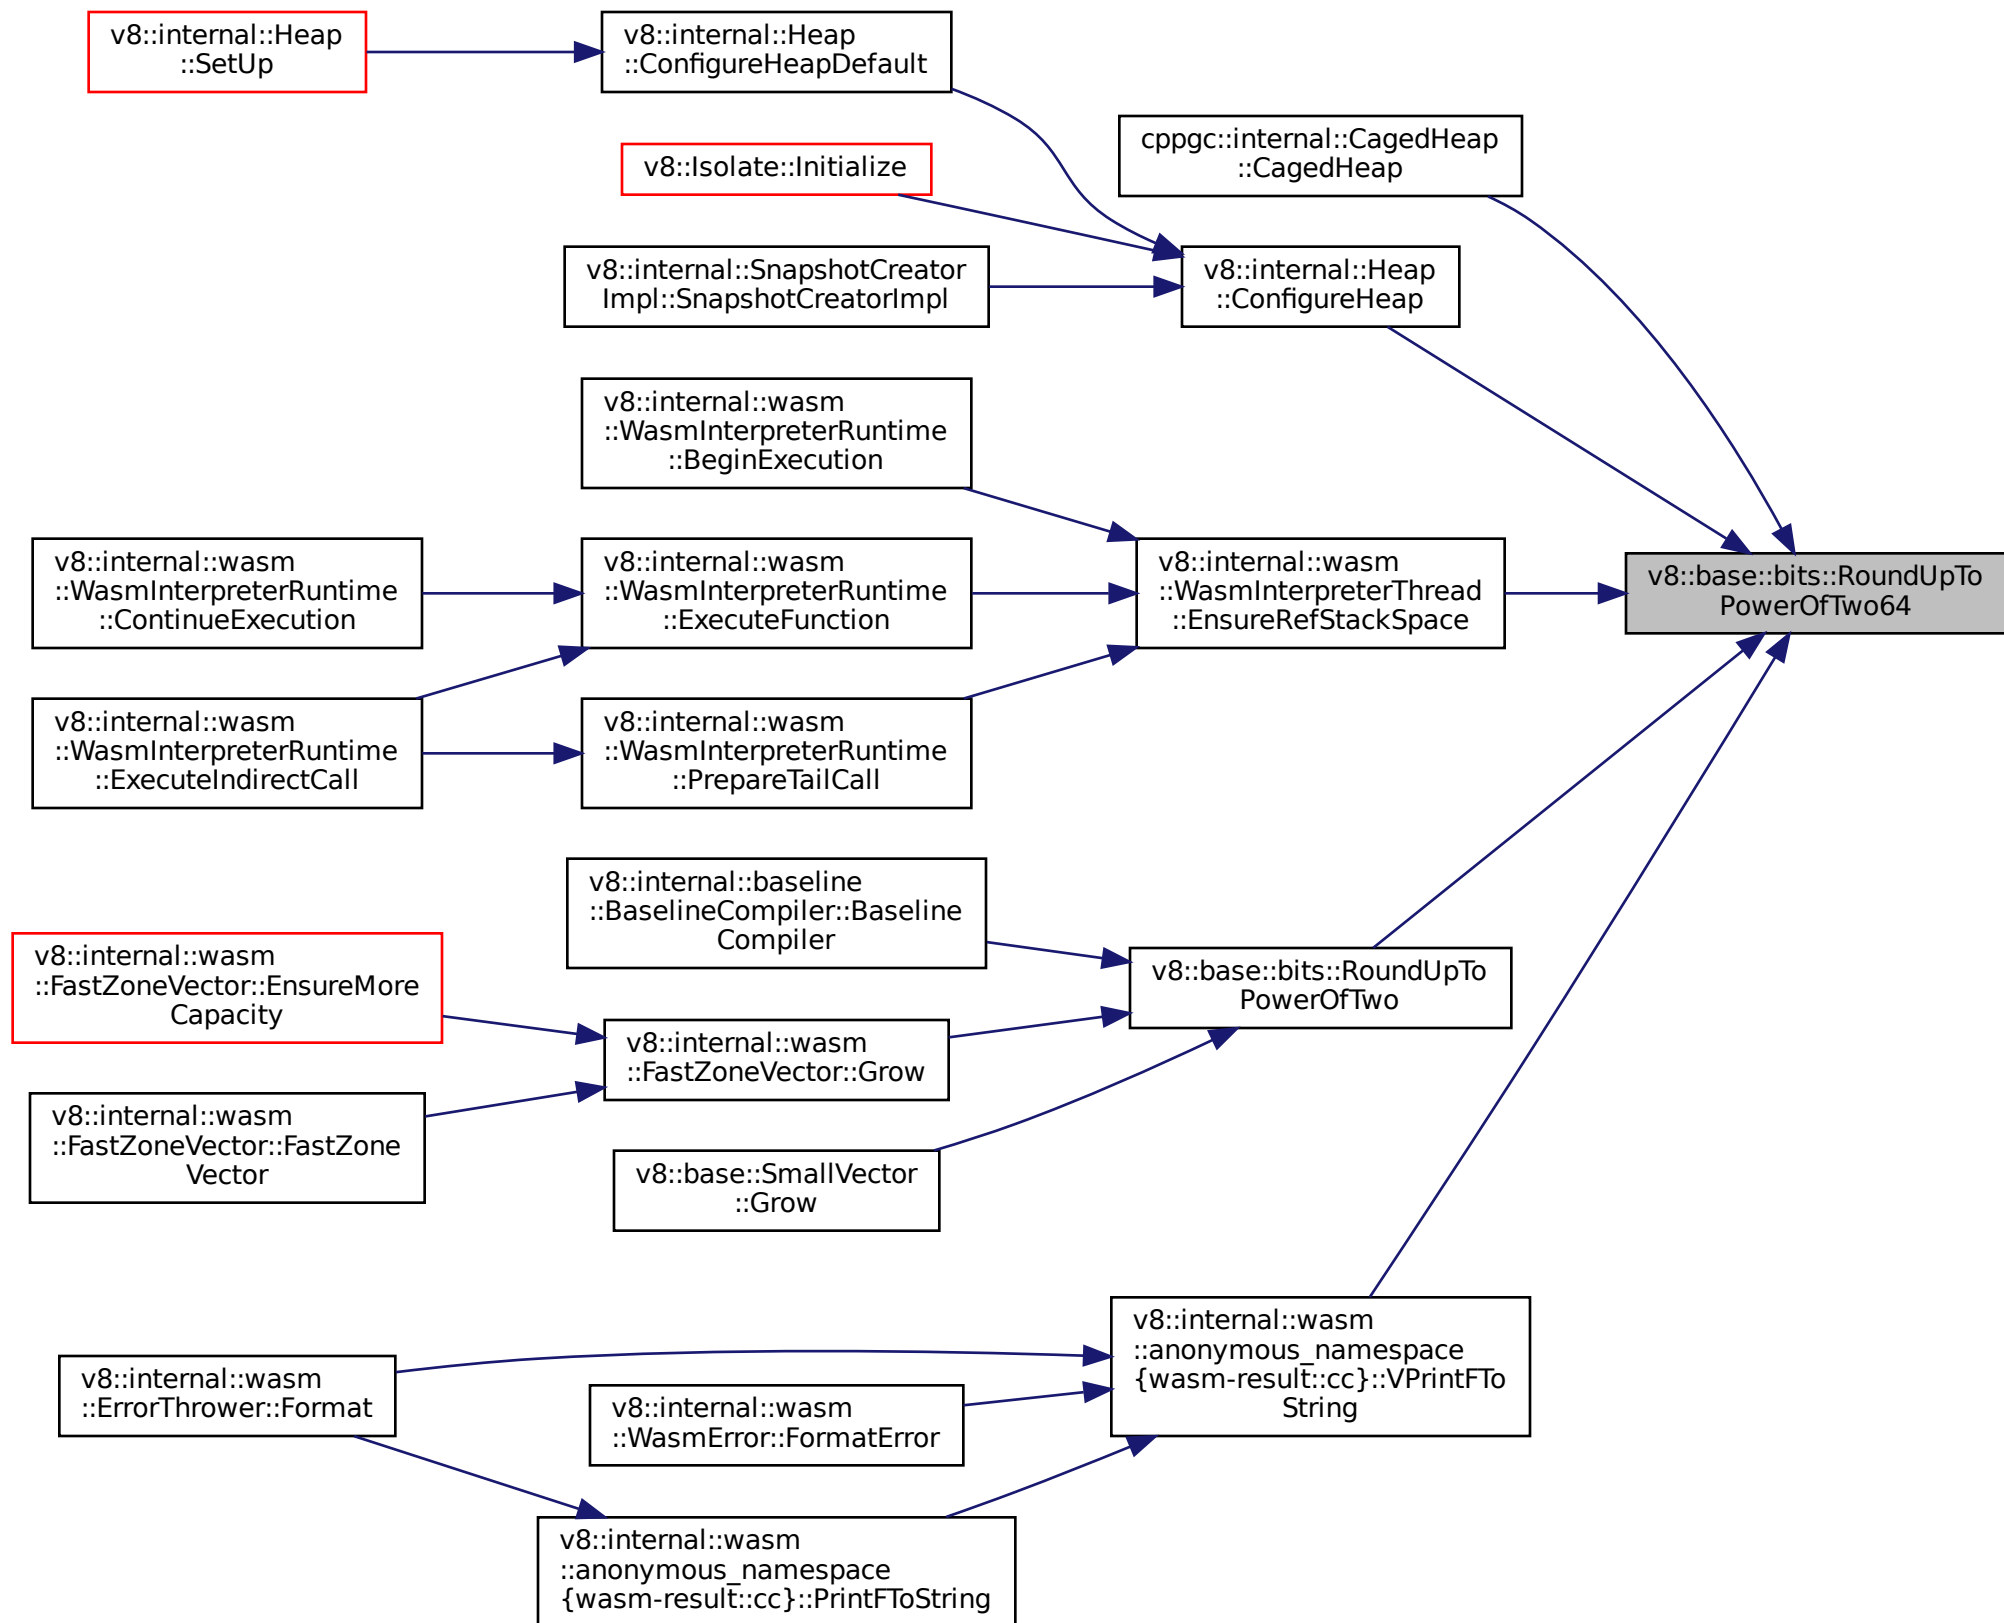 v8::internal::Heap
::SetUp
v8::internal::Heap
::ConfigureHeapDefault
cppgc::internal::CagedHeap
::CagedHeap
v8::Isolate::Initialize
v8::internal::SnapshotCreator
Impl::SnapshotCreatorImpl
v8::internal::Heap
::ConfigureHeap
v8::internal::wasm
::WasmInterpreterRuntime
::BeginExecution
v8::internal::wasm
::WasmInterpreterRuntime
::ContinueExecution
v8::internal::wasm
::WasmInterpreterRuntime
::ExecuteFunction
v8::internal::wasm
::WasmInterpreterThread
::EnsureRefStackSpace
v8::base::bits::RoundUpTo
PowerOfTwo64
v8::internal::wasm
::WasmInterpreterRuntime
::ExecuteIndirectCall
v8::internal::wasm
::WasmInterpreterRuntime
::PrepareTailCall
v8::internal::baseline
::BaselineCompiler::Baseline
Compiler
v8::internal::wasm
::FastZoneVector::EnsureMore
Capacity
v8::base::bits::RoundUpTo
PowerOfTwo
v8::internal::wasm
::FastZoneVector::Grow
v8::internal::wasm
::FastZoneVector::FastZone
Vector
v8::base::SmallVector
::Grow
v8::internal::wasm
::anonymous_namespace
{wasm-result::cc}::VPrintFTo
String
v8::internal::wasm
::ErrorThrower::Format
v8::internal::wasm
::WasmError::FormatError
v8::internal::wasm
::anonymous_namespace
{wasm-result::cc}::PrintFToString